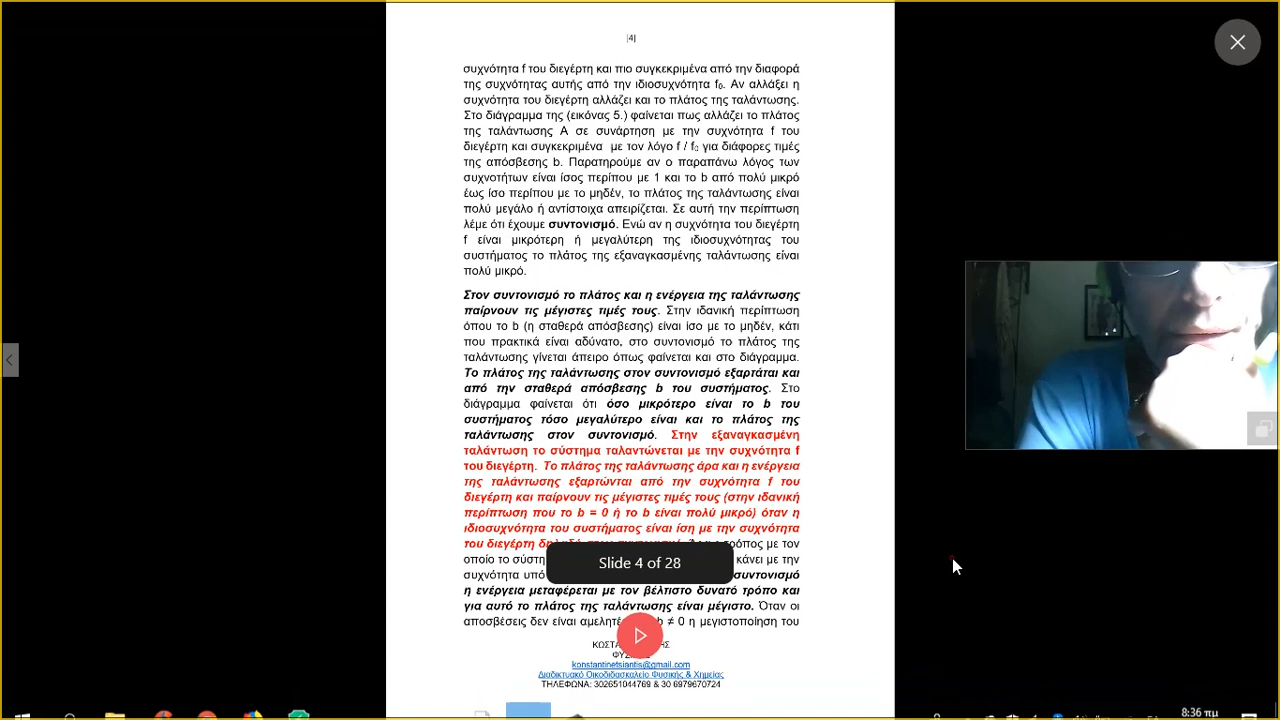 |4|
συχνότητα f του διεγέρτη και πιο συγκεκριμένα από την διαφορά
της συχνότητας αυτής από την ιδιοσυχνότητα f₀. Αν αλλάξει η
συχνότητα του διεγέρτη αλλάζει και το πλάτος της ταλάντωσης.
Στο διάγραμμα της (εικόνας 5.) φαίνεται πως αλλάζει το πλάτος
της ταλάντωσης Α σε συνάρτηση με την συχνότητα f του
διεγέρτη και συγκεκριμένα με τον λόγο f / f₀ για διάφορες τιμές
της απόσβεσης b. Παρατηρούμε αν ο παραπάνω λόγος των
συχνοτήτων είναι ίσος περίπου με 1 και το b από πολύ μικρό
έως ίσο περίπου με το μηδέν, το πλάτος της ταλάντωσης είναι
πολύ μεγάλο ή αντίστοιχα απειρίζεται. Σε αυτή την περίπτωση
λέμε ότι έχουμε συντονισμό. Ενώ αν η συχνότητα του διεγέρτη
f είναι μικρότερη ή μεγαλύτερη της ιδιοσυχνότητας του
συστήματος το πλάτος της εξαναγκασμένης ταλάντωσης είναι
πολύ μικρό.
Στον συντονισμό το πλάτος και η ενέργεια της ταλάντωσης
παίρνουν τις μέγιστες τιμές τους. Στην ιδανική περίπτωση
όπου το b (η σταθερά απόσβεσης) είναι ίσο με το μηδέν, κάτι
που πρακτικά είναι αδύνατο, στο συντονισμό το πλάτος της
ταλάντωσης γίνεται άπειρο όπως φαίνεται και στο διάγραμμα.
Το πλάτος της ταλάντωσης στον συντονισμό εξαρτάται και
από την σταθερά απόσβεσης b του συστήματος. Στο
διάγραμμα φαίνεται ότι όσο μικρότερο είναι το b του
συστήματος τόσο μεγαλύτερο είναι και το πλάτος της
ταλάντωσης στον συντονισμό. Στην εξαναγκασμένη
ταλάντωση το σύστημα ταλαντώνεται με την συχνότητα f
του διεγέρτη. Το πλάτος της ταλάντωσης άρα και η ενέργεια
της ταλάντωσης εξαρτώνται από την συχνότητα f του
διεγέρτη και παίρνουν τις μέγιστες τιμές τους (στην ιδανική
περίπτωση που το b = 0 ή το b είναι πολύ μικρό) όταν η
ιδιοσυχνότητα του συστήματος είναι ίση με την συχνότητα
του διεγέρτη τρόπος με τον
οποίο το κάνει με την
Slide 4 of 28
συχνότητα συντονισμό
η ενέργεια μεταφέρεται με τον βέλτιστο δυνατό τρόπο και
για αυτό το πλάτος της ταλάντωσης είναι μέγιστο. Όταν οι
αποσβέσεις δεν είναι b ≠ 0 η μεγιστοποίηση του
konstantinetsiantis@gmail.com
Διαδικτυακό Οικοδιδασκαλείο Φυσικής & Χημείας
ΤΗΛΕΦΩΝΑ: 302651044769 & 30 6979670724
8:36 πμ